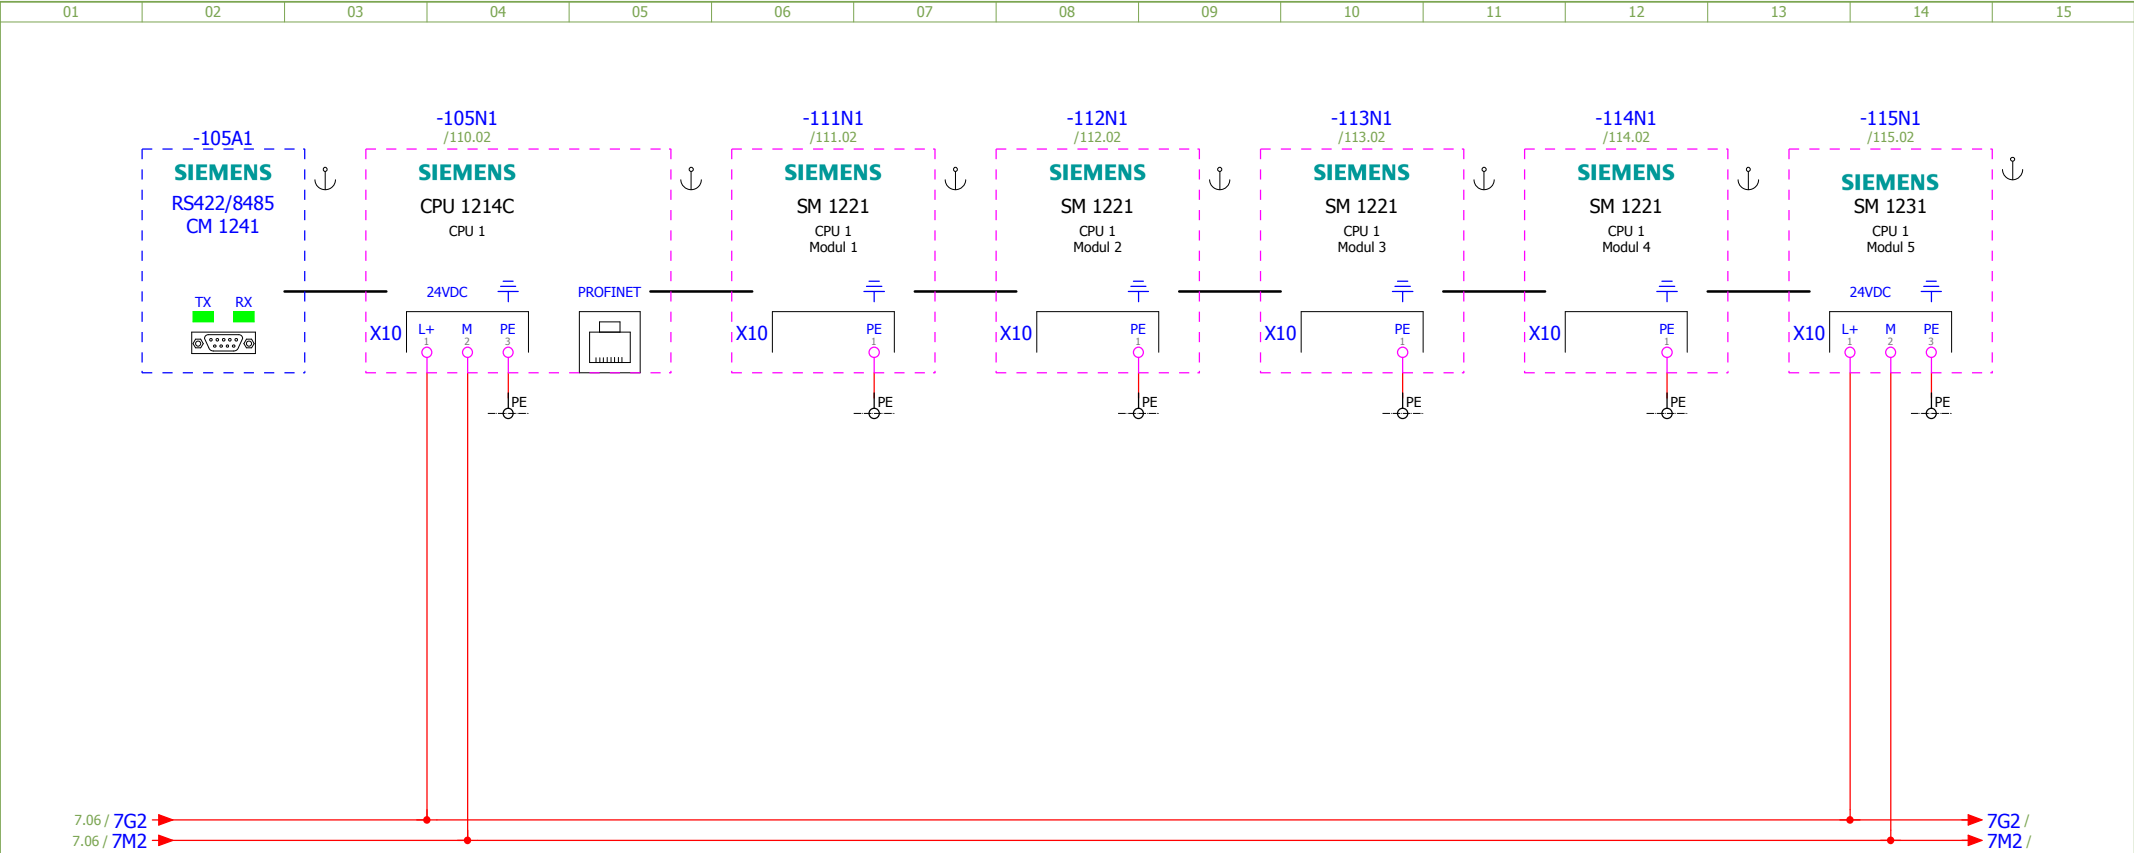 01 02 03 04 05 06 07 08 09 10 11 12 13 14 15
-105A1
SIEMENS
RS422/8485
CM 1241
TX RX
-105N1
/110.02
SIEMENS
CPU 1214C
CPU 1
24VDC
PROFINET
X10
L+ M PE
1 2 3
PE
-111N1
/111.02
SIEMENS
SM 1221
CPU 1
Modul 1
X10
PE
1
PE
-112N1
/112.02
SIEMENS
SM 1221
CPU 1
Modul 2
X10
PE
1
PE
-113N1
/113.02
SIEMENS
SM 1221
CPU 1
Modul 3
X10
PE
1
PE
-114N1
/114.02
SIEMENS
SM 1221
CPU 1
Modul 4
X10
PE
1
PE
-115N1
/115.02
SIEMENS
SM 1231
CPU 1
Modul 5
24VDC
X10
L+ M PE
1 2 3
PE
7.06 / 7G2
7.06 / 7M2
7G2 /
7M2 /